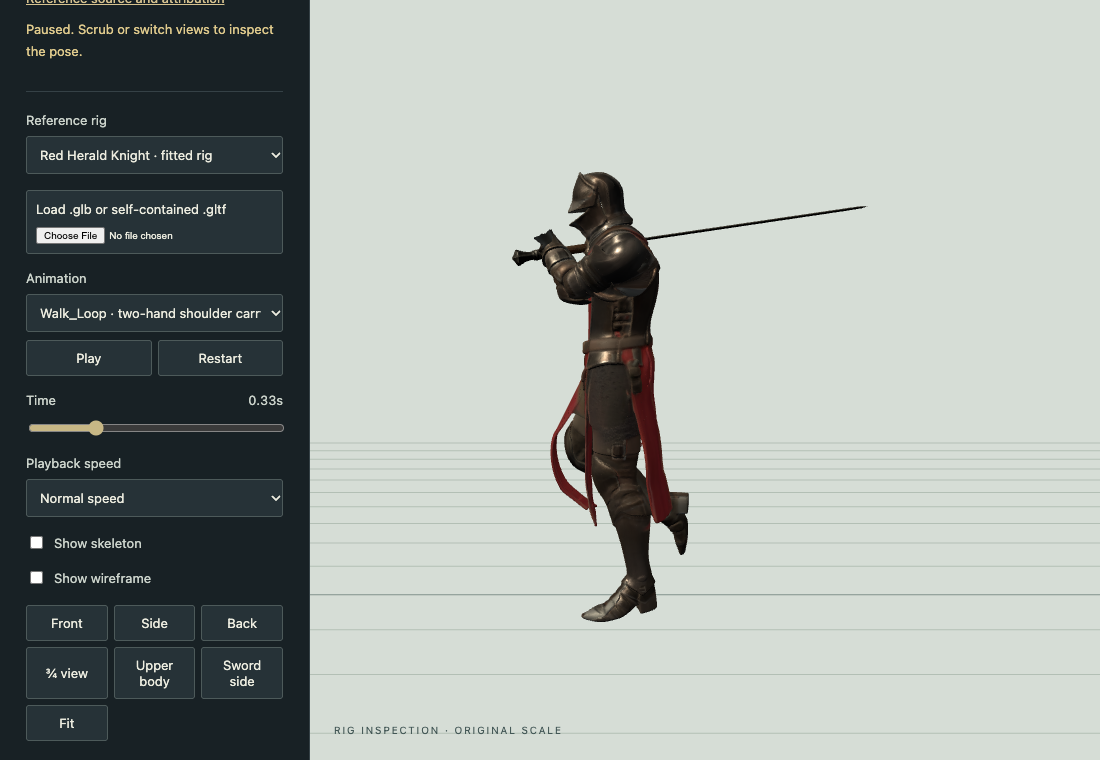 Reference source and attribution
Paused. Scrub or switch views to inspect
the pose.
Reference rig
Red Herald Knight · fitted rig
Load .glb or self-contained .gltf
Choose File No file chosen
Animation
Walk_Loop · two-hand shoulder carr
Play
Restart
Time
0.33s
Playback speed
Normal speed
Show skeleton
Show wireframe
Front
Side
Back
¾ view
Upper
body
Sword
side
Fit
RIG INSPECTION · ORIGINAL SCALE